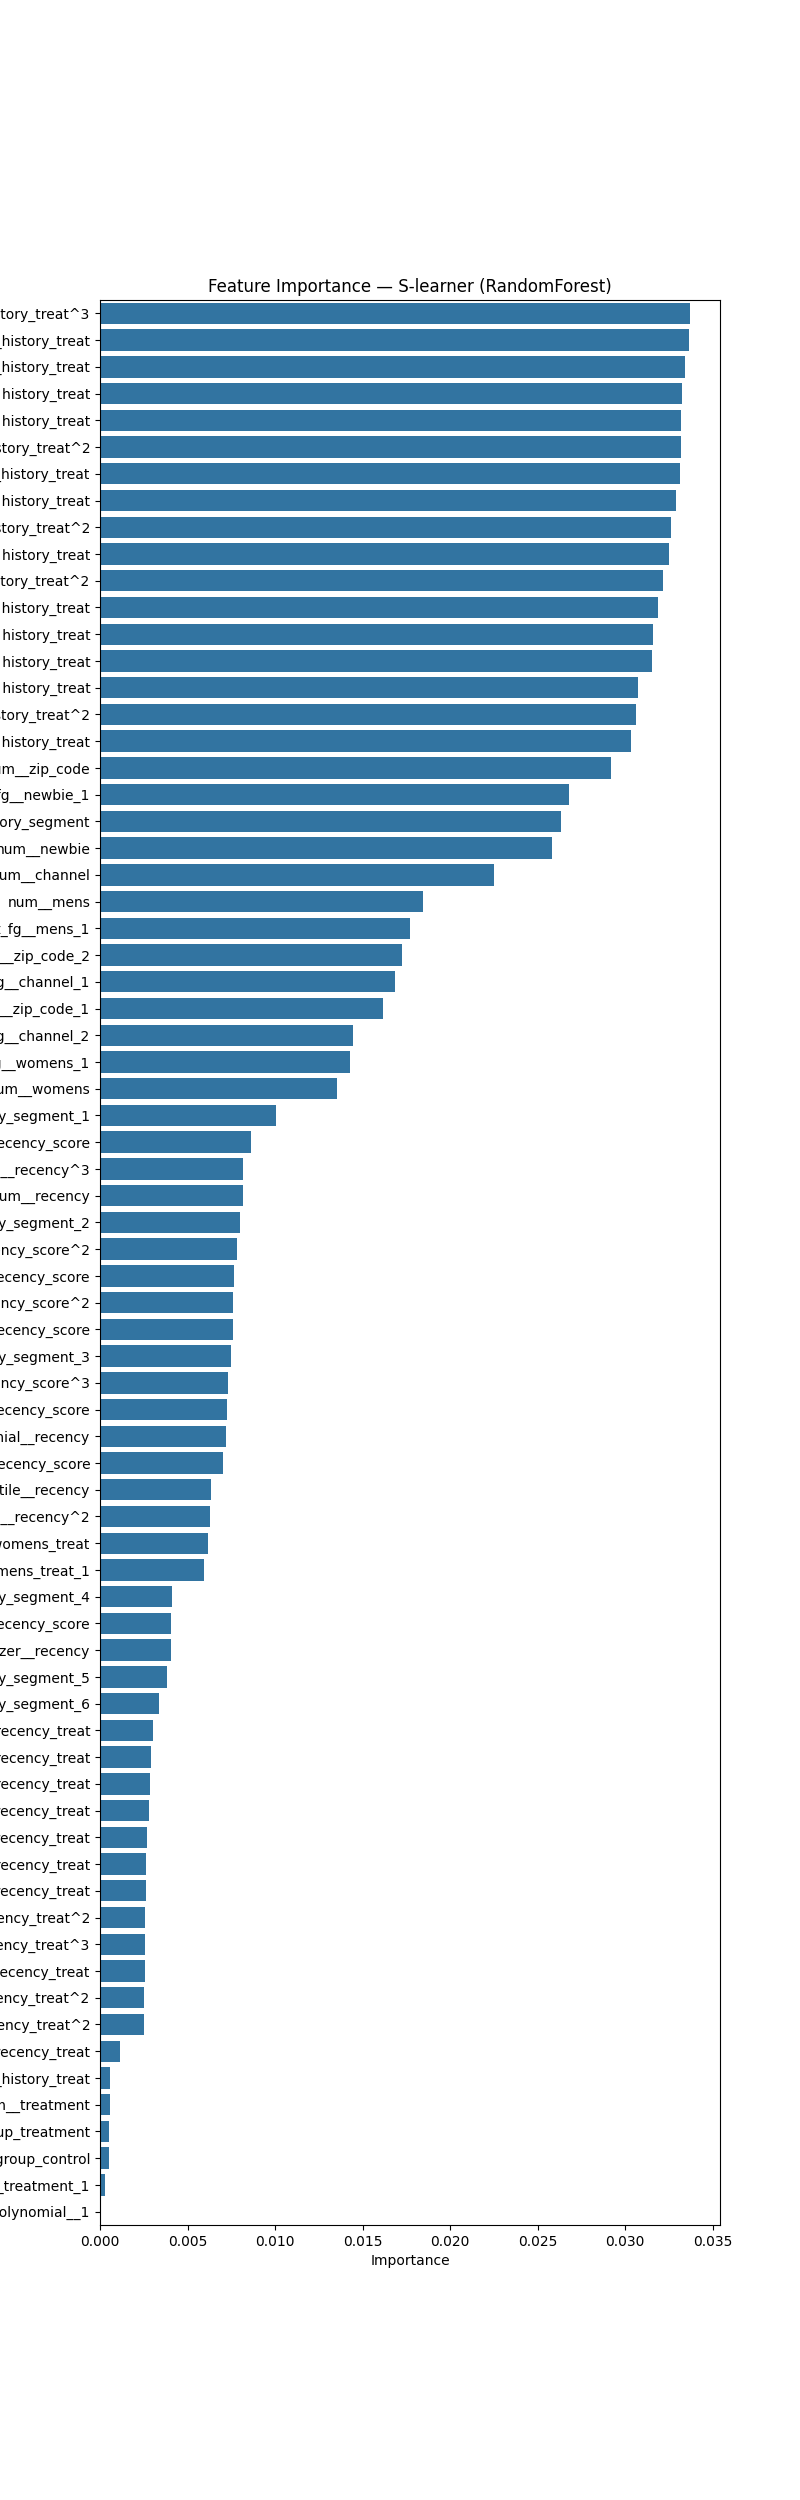 Feature Importance — S-learner (RandomForest)
tory_treat^3
_history_treat
_history_treat
history_treat
history_treat
tory_treat^2
_history_treat
history_treat
tory_treat^2
history_treat
tory_treat^2
history_treat
history_treat
history_treat
history_treat
tory_treat^2
history_treat
um__zip_code
fg__newbie_1
ory_segment
num__newbie
um__channel
num__mens
_fg__mens_1
__zip_code_2
g__channel_1
__zip_code_1
g__channel_2
g__womens_1
um__womens
y_segment_1
ecency_score
__recency^3
um__recency
y_segment_2
ncy_score^2
ecency_score
ncy_score^2
ecency_score
y_segment_3
ncy_score^3
ecency_score
nial__recency
ecency_score
tile__recency
__recency^2
womens_treat
mens_treat_1
y_segment_4
ecency_score
zer__recency
y_segment_5
y_segment_6
recency_treat
recency_treat
recency_treat
recency_treat
recency_treat
recency_treat
recency_treat
ency_treat^2
ency_treat^3
recency_treat
ency_treat^2
ency_treat^2
recency_treat
_history_treat
m__treatment
up_treatment
group_control
_treatment_1
olynomial__1
0.000 0.005 0.010 0.015 0.020 0.025 0.030 0.035
Importance